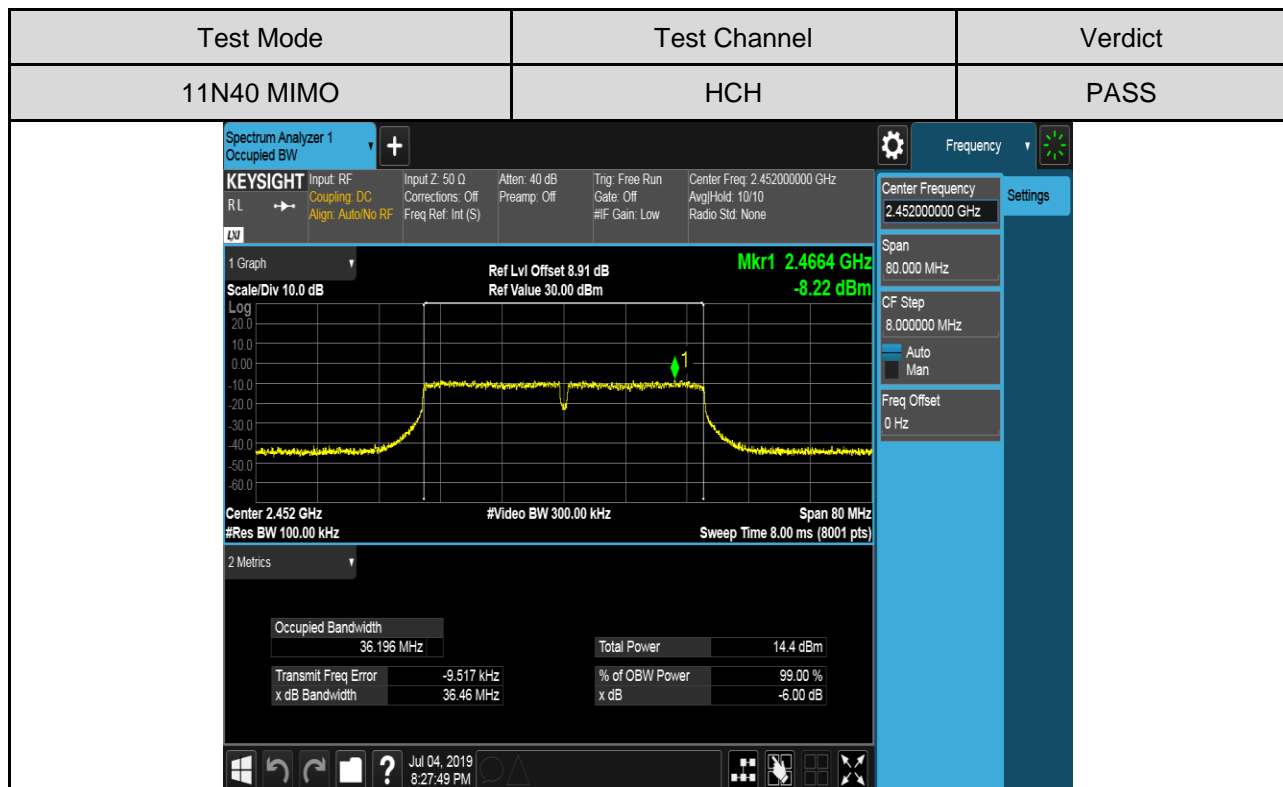 Test Mode Test Channel Verdict
11N40 MIMO HCH PASS
Spectrum Analyzer 1
Occupied BW
Frequency
KEYSIGHT Input: RF Input Z: 50 Ω Atten: 40 dB Trig: Free Run Center Freq: 2.452000000 GHz
R L Coupling: DC Corrections: Off Preamp: Off Gate: Off Avg|Hold: 10/10
Align: Auto/No RF Freq Ref: Int (S) #IF Gain: Low Radio Std: None
LXI
Center Frequency
2.452000000 GHz
Settings
Span
80.000 MHz
CF Step
8.000000 MHz
Auto
Man
Freq Offset
0 Hz
1 Graph Ref Lvl Offset 8.91 dB Mkr1 2.4664 GHz
Scale/Div 10.0 dB Ref Value 30.00 dBm -8.22 dBm
Log
20.0
10.0
0.00
-10.0
-20.0
-30.0
-40.0
-50.0
-60.0
1
Center 2.452 GHz #Video BW 300.00 kHz Span 80 MHz
#Res BW 100.00 kHz Sweep Time 8.00 ms (8001 pts)
2 Metrics
Occupied Bandwidth
36.196 MHz Total Power 14.4 dBm
Transmit Freq Error -9.517 kHz % of OBW Power 99.00 %
x dB Bandwidth 36.46 MHz x dB -6.00 dB
Jul 04, 2019
8:27:49 PM